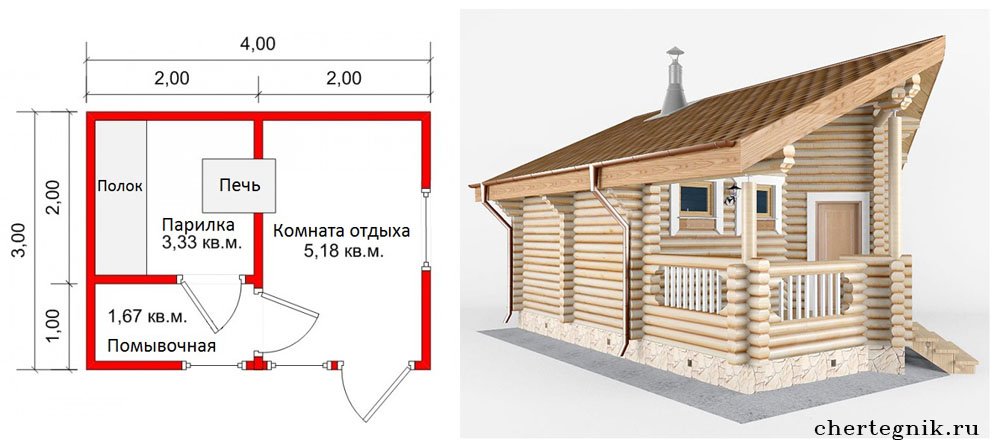 4,00
2,00
2,00
3,00
2,00
1,00
Полок
Печь
Парилка
3,33 кв.м.
Комната отдыха
5,18 кв.м.
1,67 кв.м.
Помывочная
chertegnik.ru